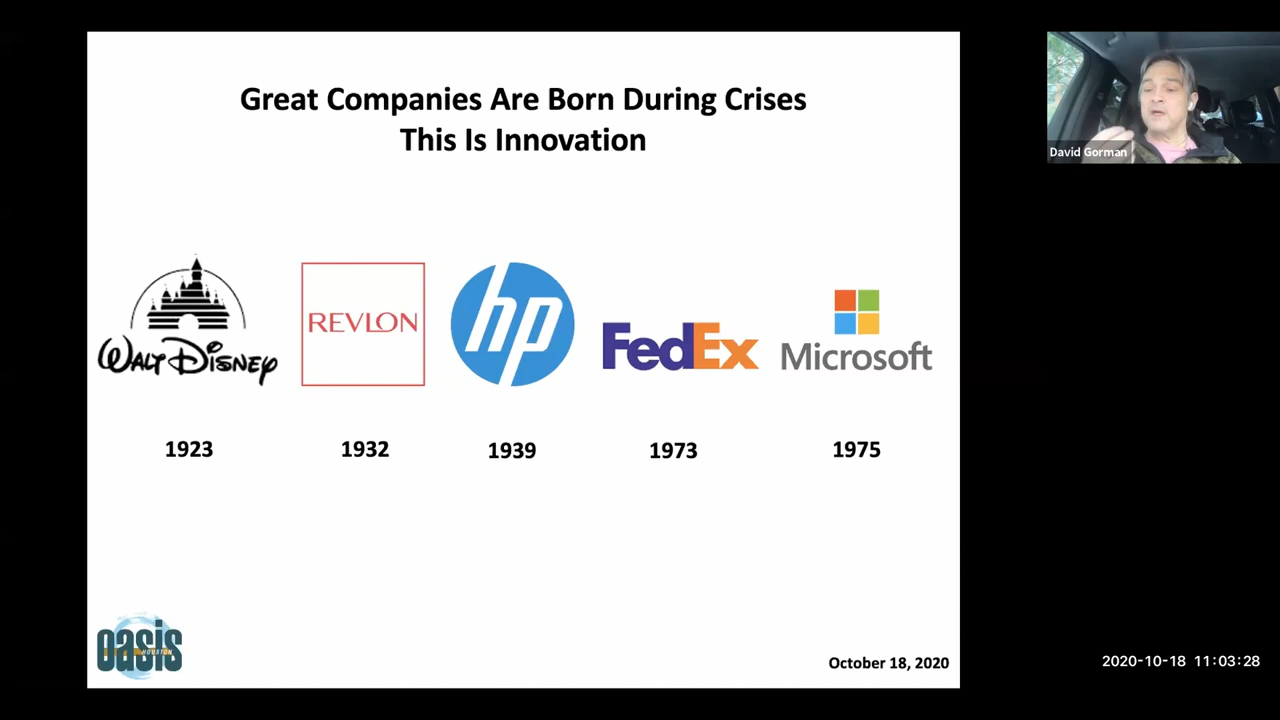 Great Companies Are Born During Crises
This Is Innovation
David Gorman
WALT DISNEY
REVLON
hp
FedEx
Microsoft
1923
1932
1939
1973
1975
oasis
HOUSTON
October 18, 2020
2020-10-18 11:03:28